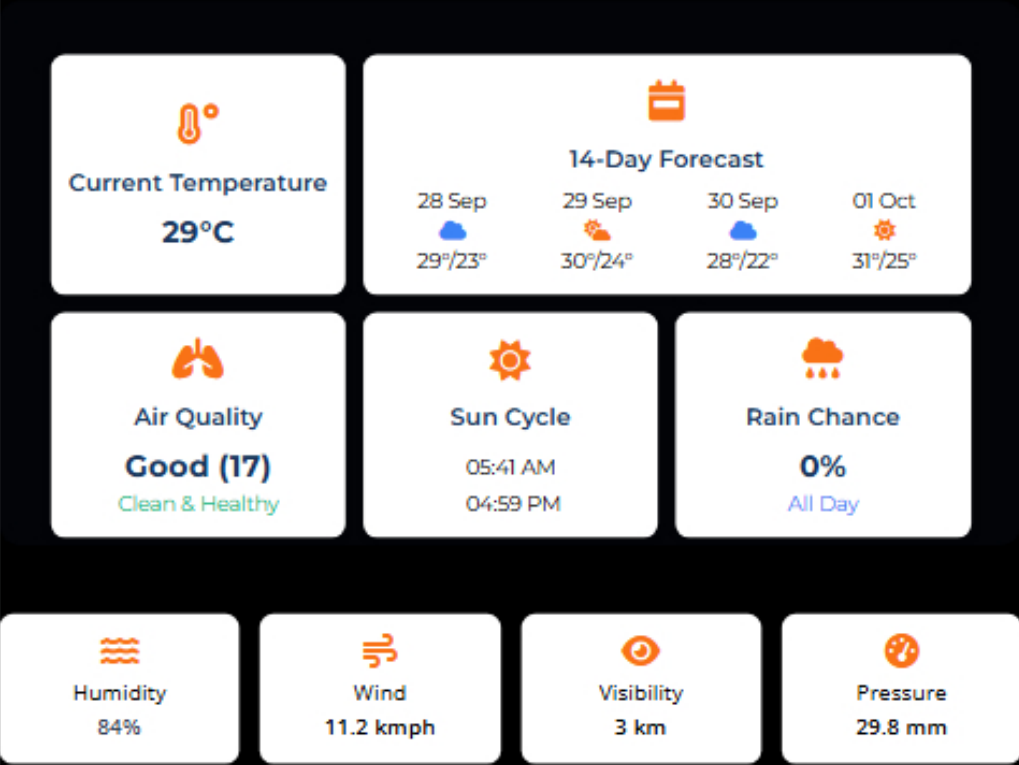 Current Temperature
29°C
14-Day Forecast
28 Sep
29°/23°
29 Sep
30°/24°
30 Sep
28°/22°
01 Oct
31°/25°
Air Quality
Good (17)
Clean & Healthy
Sun Cycle
05:41 AM
04:59 PM
Rain Chance
0%
All Day
Humidity
84%
Wind
11.2 kmph
Visibility
3 km
Pressure
29.8 mm